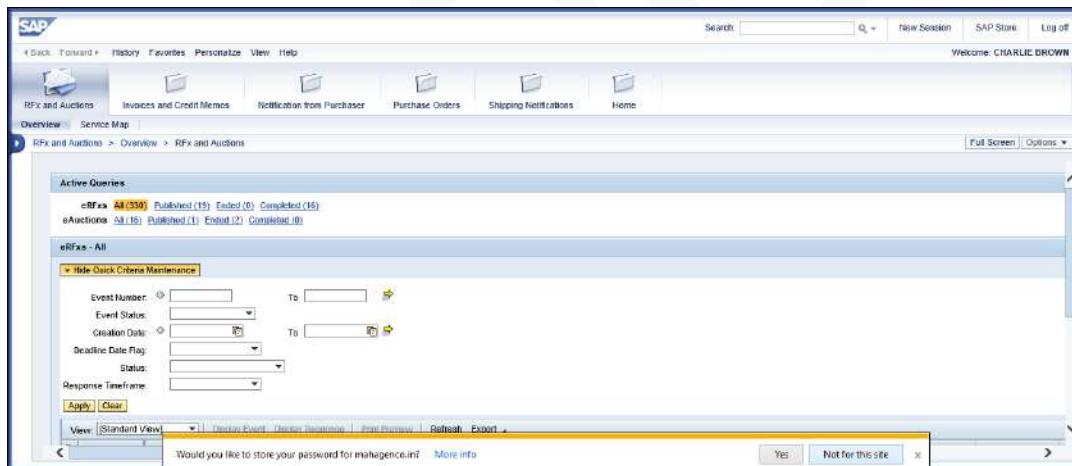 SAP Search: New Session SAP Store Log off
Back Forward History Favorites Personalize View Help Welcome: CHARLIE BROWN
RFx and Auctions Invoices and Credit Memos Notification from Purchaser Purchase Orders Shipping Notifications Home
Overview Service Map
RFx and Auctions > Overview > RFx and Auctions Full Screen Options
Active Queries
eRFxs All (330) Published (19) Ended (0) Completed (16)
eAuctions All (16) Published (1) Ended (2) Completed (0)
eRFxs - All
Hide Quick Criteria Maintenance
Event Number: To
Event Status:
Creation Date: To
Deadline Date Flag:
Status:
Response Timeframe:
Apply Clear
View: [Standard View] Display Event Display Response Print Preview Refresh Export
Would you like to store your password for mahagenco.in? More info Yes Not for this site x